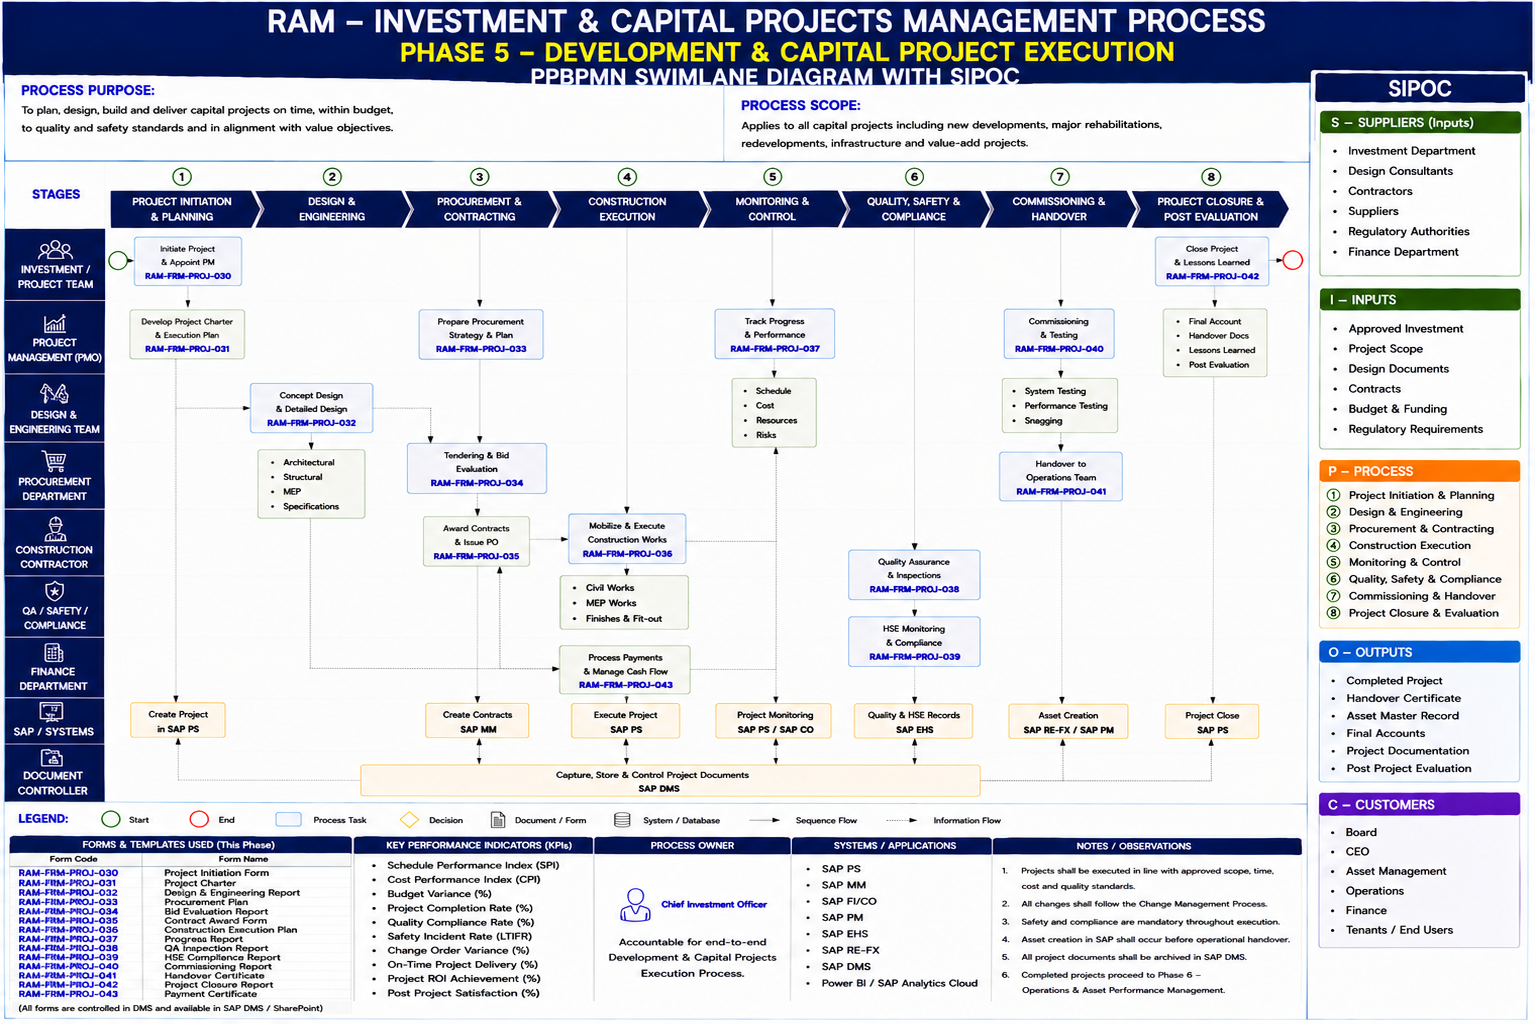 RAM – INVESTMENT & CAPITAL PROJECTS MANAGEMENT PROCESS
PHASE 5 – DEVELOPMENT & CAPITAL PROJECT EXECUTION
PPBPMN SWIMLANE DIAGRAM WITH SIPOC
PROCESS PURPOSE:
To plan, design, build and deliver capital projects on time, within budget,
to quality and safety standards and in alignment with value objectives.
PROCESS SCOPE:
Applies to all capital projects including new developments, major rehabilitations,
redevelopments, infrastructure and value-add projects.
STAGES
1
PROJECT INITIATION
& PLANNING
2
DESIGN &
ENGINEERING
3
PROCUREMENT &
CONTRACTING
4
CONSTRUCTION
EXECUTION
5
MONITORING &
CONTROL
6
QUALITY, SAFETY &
COMPLIANCE
7
COMMISSIONING &
HANDOVER
8
PROJECT CLOSURE &
POST EVALUATION
INVESTMENT /
PROJECT TEAM
Initiate Project
& Appoint PM
RAM-FRM-PROJ-030
Close Project
& Lessons Learned
RAM-FRM-PROJ-042
PROJECT
MANAGEMENT (PMO)
Develop Project Charter
& Execution Plan
RAM-FRM-PROJ-031
Prepare Procurement
Strategy & Plan
RAM-FRM-PROJ-033
Track Progress
& Performance
RAM-FRM-PROJ-037
Commissioning
& Testing
RAM-FRM-PROJ-040
• Final Account
• Handover Docs
• Lessons Learned
• Post Evaluation
DESIGN &
ENGINEERING TEAM
Concept Design
& Detailed Design
RAM-FRM-PROJ-032
• Schedule
• Cost
• Resources
• Risks
• System Testing
• Performance Testing
• Snagging
PROCUREMENT
DEPARTMENT
• Architectural
• Structural
• MEP
• Specifications
Tendering & Bid
Evaluation
RAM-FRM-PROJ-034
Handover to
Operations Team
RAM-FRM-PROJ-041
CONSTRUCTION
CONTRACTOR
Award Contracts
& Issue PO
RAM-FRM-PROJ-035
Mobilize & Execute
Construction Works
RAM-FRM-PROJ-036
Quality Assurance
& Inspections
RAM-FRM-PROJ-038
QA / SAFETY /
COMPLIANCE
• Civil Works
• MEP Works
• Finishes & Fit-out
HSE Monitoring
& Compliance
RAM-FRM-PROJ-039
FINANCE
DEPARTMENT
Process Payments
& Manage Cash Flow
RAM-FRM-PROJ-043
SAP / SYSTEMS
Create Project
in SAP PS
Create Contracts
SAP MM
Execute Project
SAP PS
Project Monitoring
SAP PS / SAP CO
Quality & HSE Records
SAP EHS
Asset Creation
SAP RE-FX / SAP PM
Project Close
SAP PS
DOCUMENT
CONTROLLER
Capture, Store & Control Project Documents
SAP DMS
LEGEND:
Start
End
Process Task
Decision
Document / Form
System / Database
Sequence Flow
Information Flow
FORMS & TEMPLATES USED (This Phase)
Form Code Form Name
RAM-FRM-PROJ-030 Project Initiation Form
RAM-FRM-PROJ-031 Project Charter
RAM-FRM-PROJ-032 Design & Engineering Report
RAM-FRM-PROJ-033 Procurement Plan
RAM-FRM-PROJ-034 Bid Evaluation Report
RAM-FRM-PROJ-035 Contract Award Form
RAM-FRM-PROJ-036 Construction Execution Plan
RAM-FRM-PROJ-037 Progress Report
RAM-FRM-PROJ-038 QA Inspection Report
RAM-FRM-PROJ-039 HSE Compliance Report
RAM-FRM-PROJ-040 Commissioning Report
RAM-FRM-PROJ-041 Handover Certificate
RAM-FRM-PROJ-042 Project Closure Report
RAM-FRM-PROJ-043 Payment Certificate
(All forms are controlled in DMS and available in SAP DMS / SharePoint)
KEY PERFORMANCE INDICATORS (KPIs)
• Schedule Performance Index (SPI)
• Cost Performance Index (CPI)
• Budget Variance (%)
• Project Completion Rate (%)
• Quality Compliance Rate (%)
• Safety Incident Rate (LTIFR)
• Change Order Variance (%)
• On-Time Project Delivery (%)
• Project ROI Achievement (%)
• Post Project Satisfaction (%)
PROCESS OWNER
Chief Investment Officer
Accountable for end-to-end
Development & Capital Projects
Execution Process.
SYSTEMS / APPLICATIONS
• SAP PS
• SAP MM
• SAP FI/CO
• SAP PM
• SAP EHS
• SAP RE-FX
• SAP DMS
• Power BI / SAP Analytics Cloud
NOTES / OBSERVATIONS
1. Projects shall be executed in line with approved scope, time,
cost and quality standards.
2. All changes shall follow the Change Management Process.
3. Safety and compliance are mandatory throughout execution.
4. Asset creation in SAP shall occur before operational handover.
5. All project documents shall be archived in SAP DMS.
6. Completed projects proceed to Phase 6 –
Operations & Asset Performance Management.
SIPOC
S – SUPPLIERS (Inputs)
• Investment Department
• Design Consultants
• Contractors
• Suppliers
• Regulatory Authorities
• Finance Department
I – INPUTS
• Approved Investment
• Project Scope
• Design Documents
• Contracts
• Budget & Funding
• Regulatory Requirements
P – PROCESS
1 Project Initiation & Planning
2 Design & Engineering
3 Procurement & Contracting
4 Construction Execution
5 Monitoring & Control
6 Quality, Safety & Compliance
7 Commissioning & Handover
8 Project Closure & Evaluation
O – OUTPUTS
• Completed Project
• Handover Certificate
• Asset Master Record
• Final Accounts
• Project Documentation
• Post Project Evaluation
C – CUSTOMERS
• Board
• CEO
• Asset Management
• Operations
• Finance
• Tenants / End Users